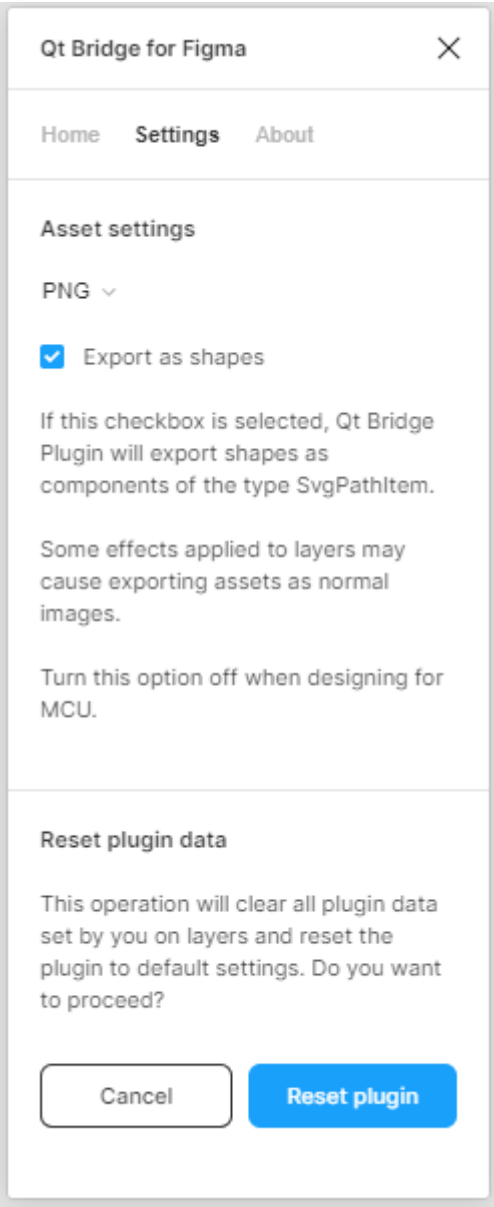 Qt Bridge for Figma
Home Settings About
Asset settings
PNG
Export as shapes
If this checkbox is selected, Qt Bridge
Plugin will export shapes as
components of the type SvgPathItem.
Some effects applied to layers may
cause exporting assets as normal
images.
Turn this option off when designing for
MCU.
Reset plugin data
This operation will clear all plugin data
set by you on layers and reset the
plugin to default settings. Do you want
to proceed?
Cancel Reset plugin